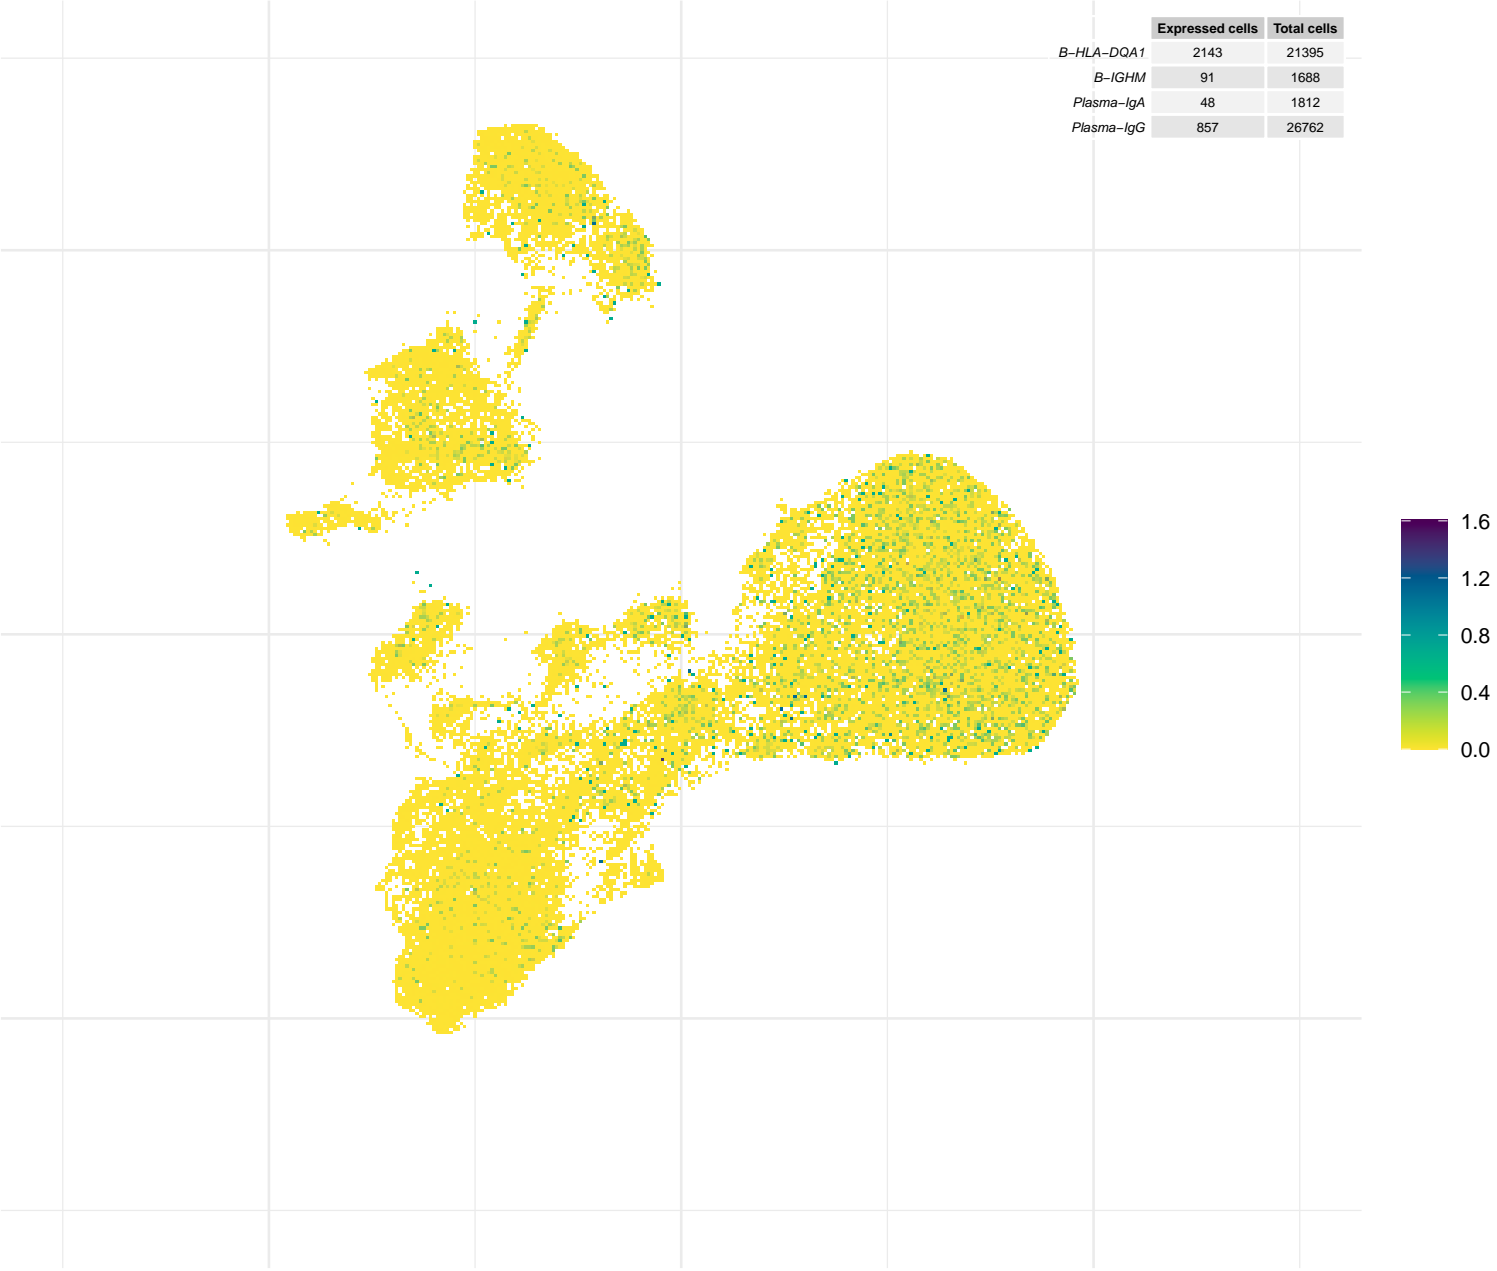 Expressed cells Total cells
B−HLA−DQA1 2143 21395
B−IGHM 91 1688
Plasma−IgA 48 1812
Plasma−IgG 857 26762
1.6
1.2
0.8
0.4
0.0